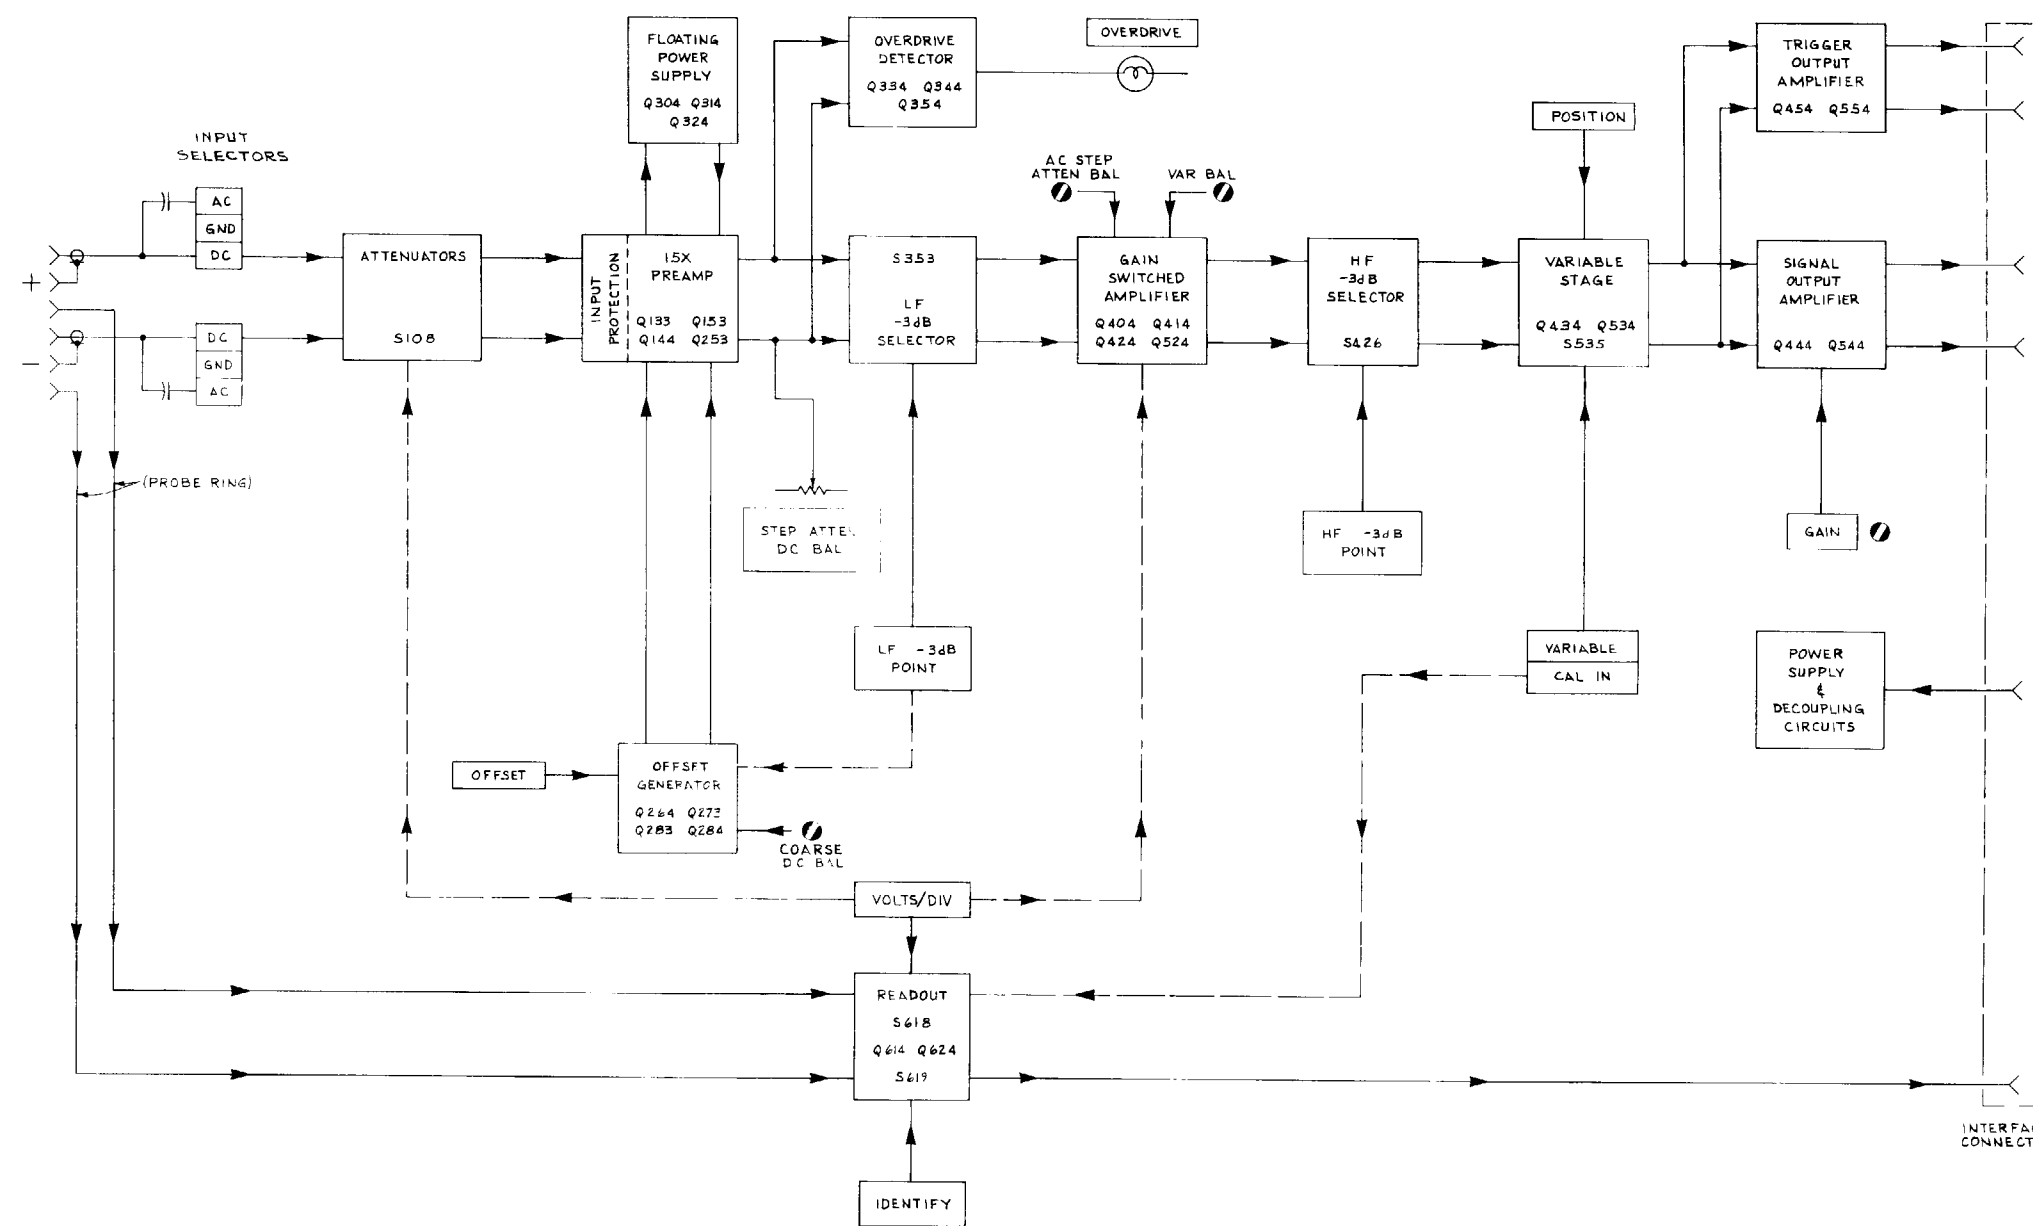 FLOATING
POWER
SUPPLY
Q304 Q314
Q324
OVERDRIVE
DETECTOR
Q334 Q344
Q354
OVERDRIVE
TRIGGER
OUTPUT
AMPLIFIER
Q454 Q554
POSITION
INPUT
SELECTORS
AC
GND
DC
+
-
DC
GND
AC
(PROBE RING)
ATTENUATORS
S108
INPUT
PROTECTION
15X
PREAMP
Q133 Q153
Q144 Q253
S353
LF
-3dB
SELECTOR
AC STEP
ATTEN BAL
VAR BAL
GAIN
SWITCHED
AMPLIFIER
Q404 Q414
Q424 Q524
HF
-3dB
SELECTOR
S426
VARIABLE
STAGE
Q434 Q534
S535
SIGNAL
OUTPUT
AMPLIFIER
Q444 Q544
STEP ATTE
DC BAL
HF -3dB
POINT
GAIN
LF -3dB
POINT
VARIABLE
CAL IN
POWER
SUPPLY
&
DECOUPLING
CIRCUITS
OFFSET
OFFSET
GENERATOR
Q264 Q273
Q283 Q284
COARSE
DC BAL
VOLTS/DIV
READOUT
S618
Q614 Q624
S619
IDENTIFY
INTERFA
CONNECT